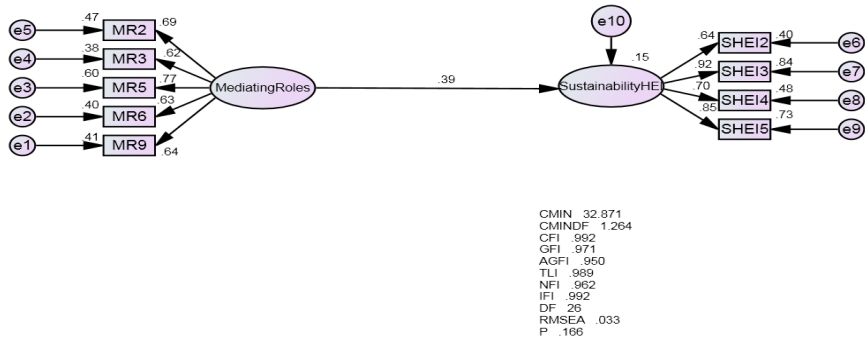 e5 .47 MR2 .69
e4 .38 MR3 .62
e3 .60 MR5 .77
e2 .40 MR6 .63
e1 .41 MR9 .64
MediatingRoles
.39
e10
.15
SustainabilityHEI
.64 SHEI2 .40 e6
.92 SHEI3 .84 e7
.70 SHEI4 .48 e8
.85 SHEI5 .73 e9
CMIN 32.871
CMINDF 1.264
CFI .992
GFI .971
AGFI .950
TLI .989
NFI .962
IFI .992
DF 26
RMSEA .033
P .166